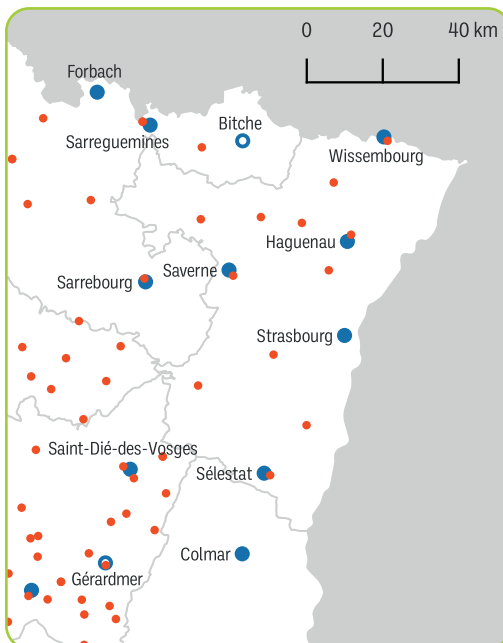 0 20 40 km
Forbach
Bitche
Sarreguemines
Wissembourg
Haguenau
Saverne
Sarrebourg
Strasbourg
Saint-Dié-des-Vosges
Sélestat
Colmar
Gérardmer